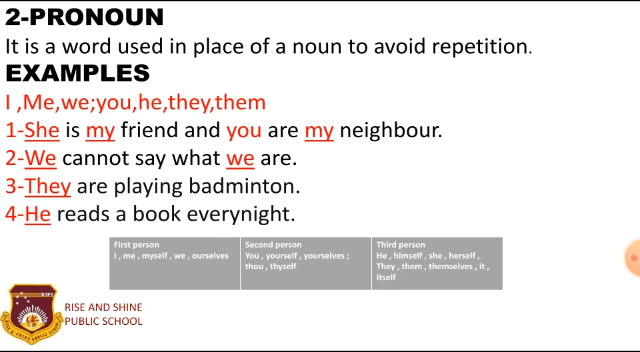 2-PRONOUN
It is a word used in place of a noun to avoid repetition.
EXAMPLES
I ,Me,we;you,he,they,them
1-She is my friend and you are my neighbour.
2-We cannot say what we are.
3-They are playing badminton.
4-He reads a book everynight.
First person
I , me , myself , we , ourselves
Second person
You , yourself , yourselves ;
thou , thyself
Third person
He , himself , she , herself ,
They , them , themselves , it ,
itself
RISE AND SHINE
PUBLIC SCHOOL